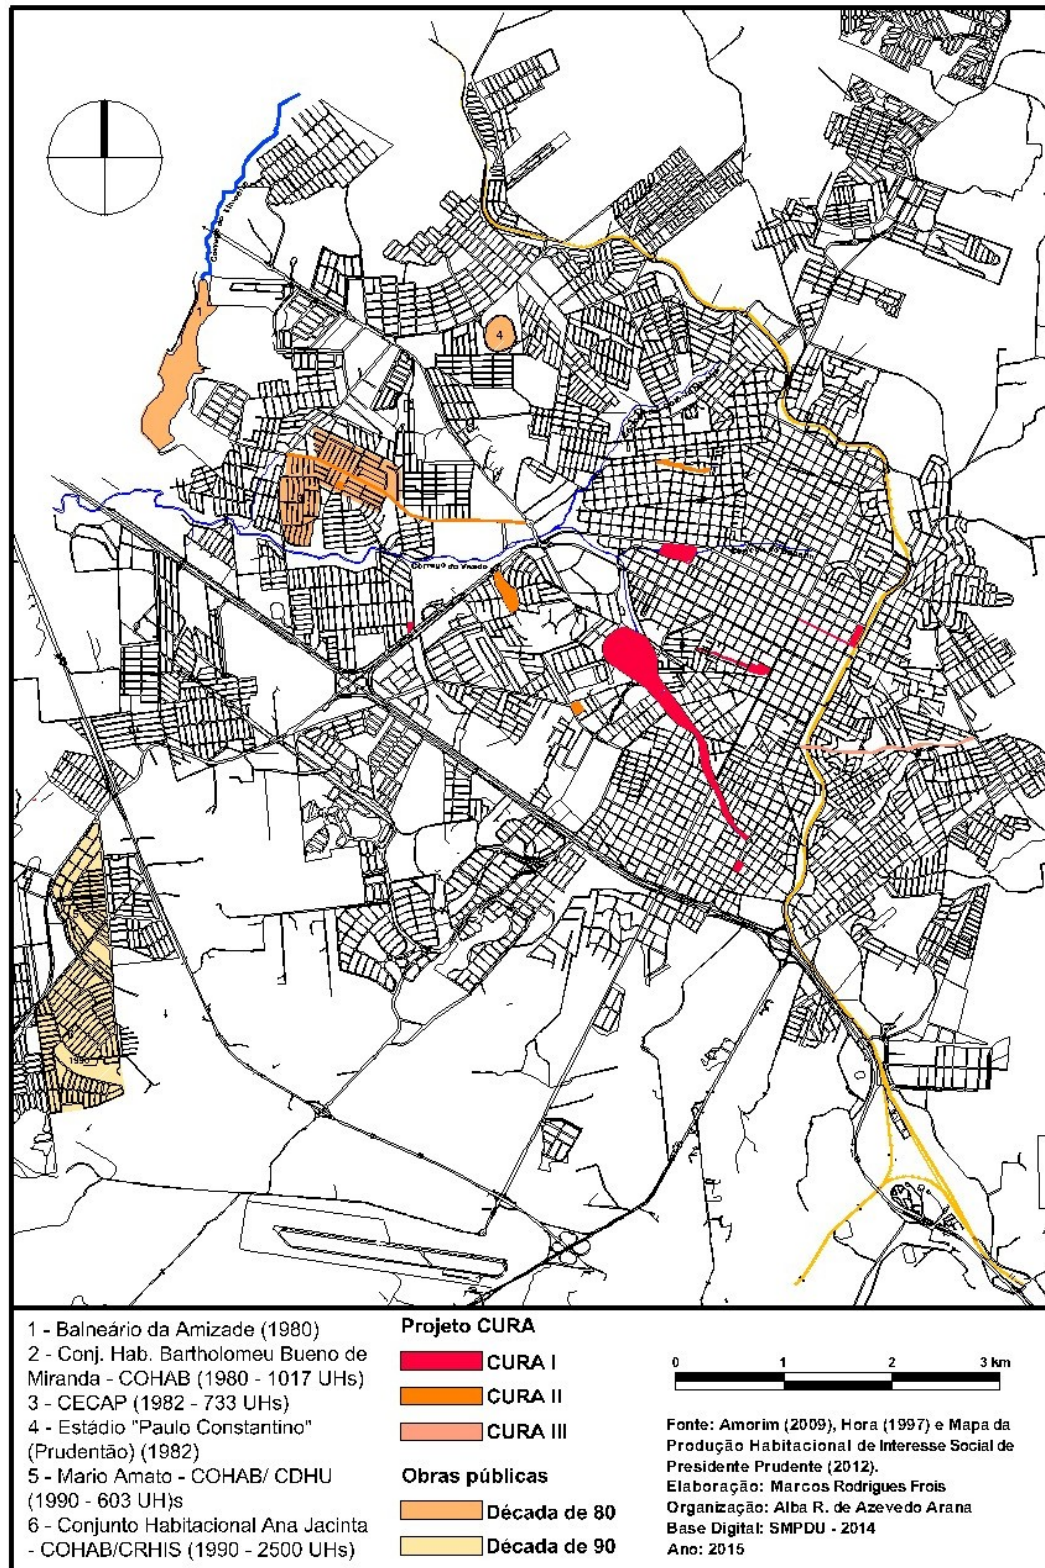 1
4
Corrego do Veado
1990
1 - Balneário da Amizade (1980)
2 - Conj. Hab. Bartholomeu Bueno de
Miranda - COHAB (1980 - 1017 UHs)
3 - CECAP (1982 - 733 UHs)
4 - Estádio "Paulo Constantino"
(Prudentão) (1982)
5 - Mario Amato - COHAB/ CDHU
(1990 - 603 UH)s
6 - Conjunto Habitacional Ana Jacinta
- COHAB/CRHIS (1990 - 2500 UHs)
Projeto CURA
CURA I
CURA II
CURA III
Obras públicas
Década de 80
Década de 90
0 1 2 3 km
Fonte: Amorim (2009), Hora (1997) e Mapa da
Produção Habitacional de Interesse Social de
Presidente Prudente (2012).
Elaboração: Marcos Rodrigues Frois
Organização: Alba R. de Azevedo Arana
Base Digital: SMPDU - 2014
Ano: 2015